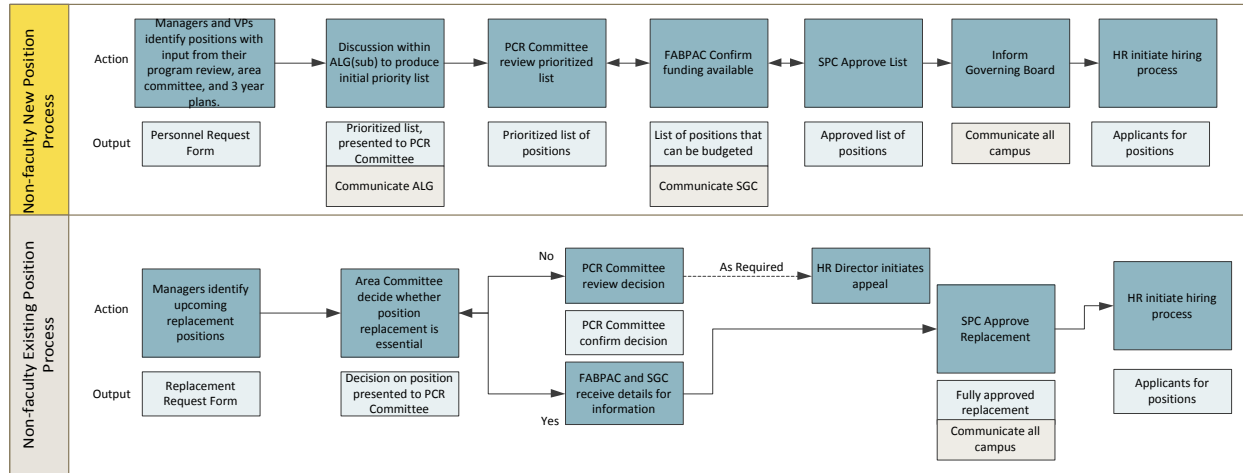 Non-faculty New Position
Process
Action
Managers and VPs
identify positions with
input from their
program review, area
committee, and 3 year
plans.
Discussion within
ALG(sub) to produce
initial priority list
PCR Committee
review prioritized
list
FABPAC Confirm
funding available
SPC Approve List
Inform
Governing Board
HR initiate hiring
process
Output
Personnel Request
Form
Prioritized list,
presented to PCR
Committee
Communicate ALG
Prioritized list of
positions
List of positions that
can be budgeted
Communicate SGC
Approved list of
positions
Communicate all
campus
Applicants for
positions
Non-faculty Existing Position
Process
Action
Managers identify
upcoming
replacement
positions
Area Committee
decide whether
position
replacement is
essential
No
PCR Committee
review decision
As Required
HR Director initiates
appeal
PCR Committee
confirm decision
SPC Approve
Replacement
HR initiate hiring
process
Output
Replacement
Request Form
Decision on position
presented to PCR
Committee
Yes
FABPAC and SGC
receive details for
information
Fully approved
replacement
Communicate all
campus
Applicants for
positions